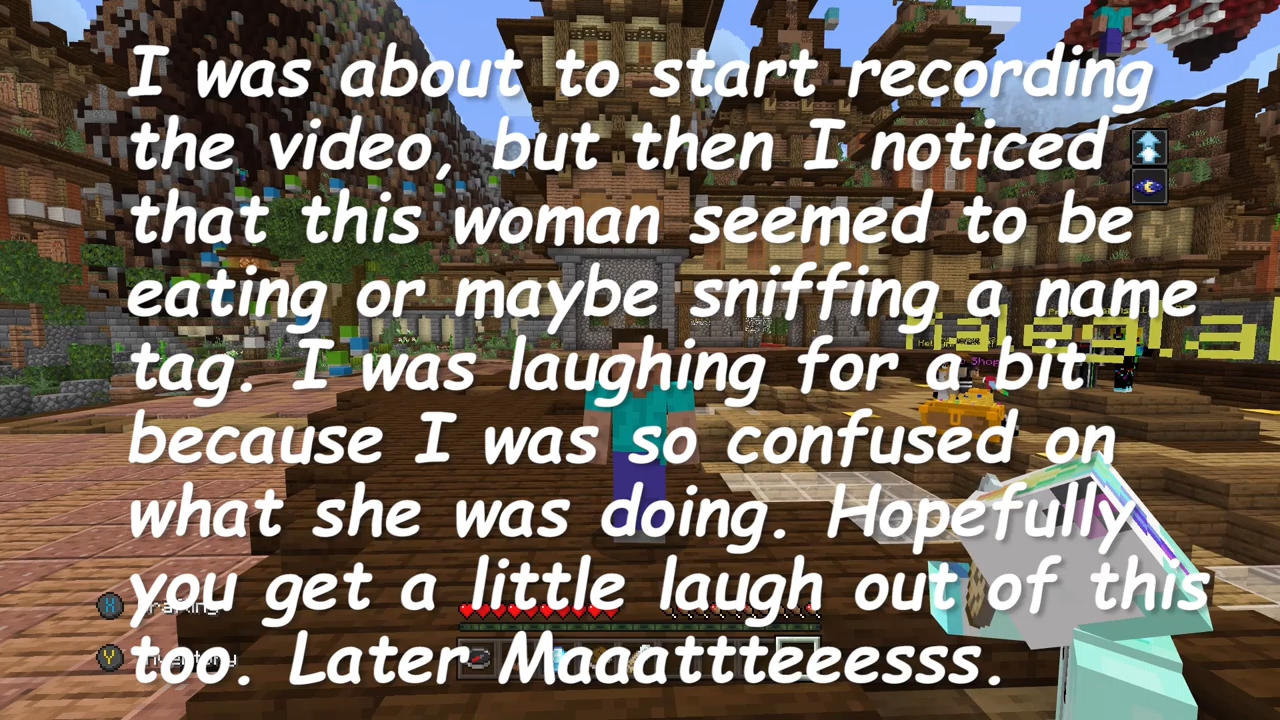 I was about to start recording
the video, but then I noticed
that this woman seemed to be
eating or maybe sniffing a name
tag. I was laughing for a bit
because I was so confused on
what she was doing. Hopefully
you get a little laugh out of this
too. Later Maaattteeesss.
Shop
X
Y Inventory